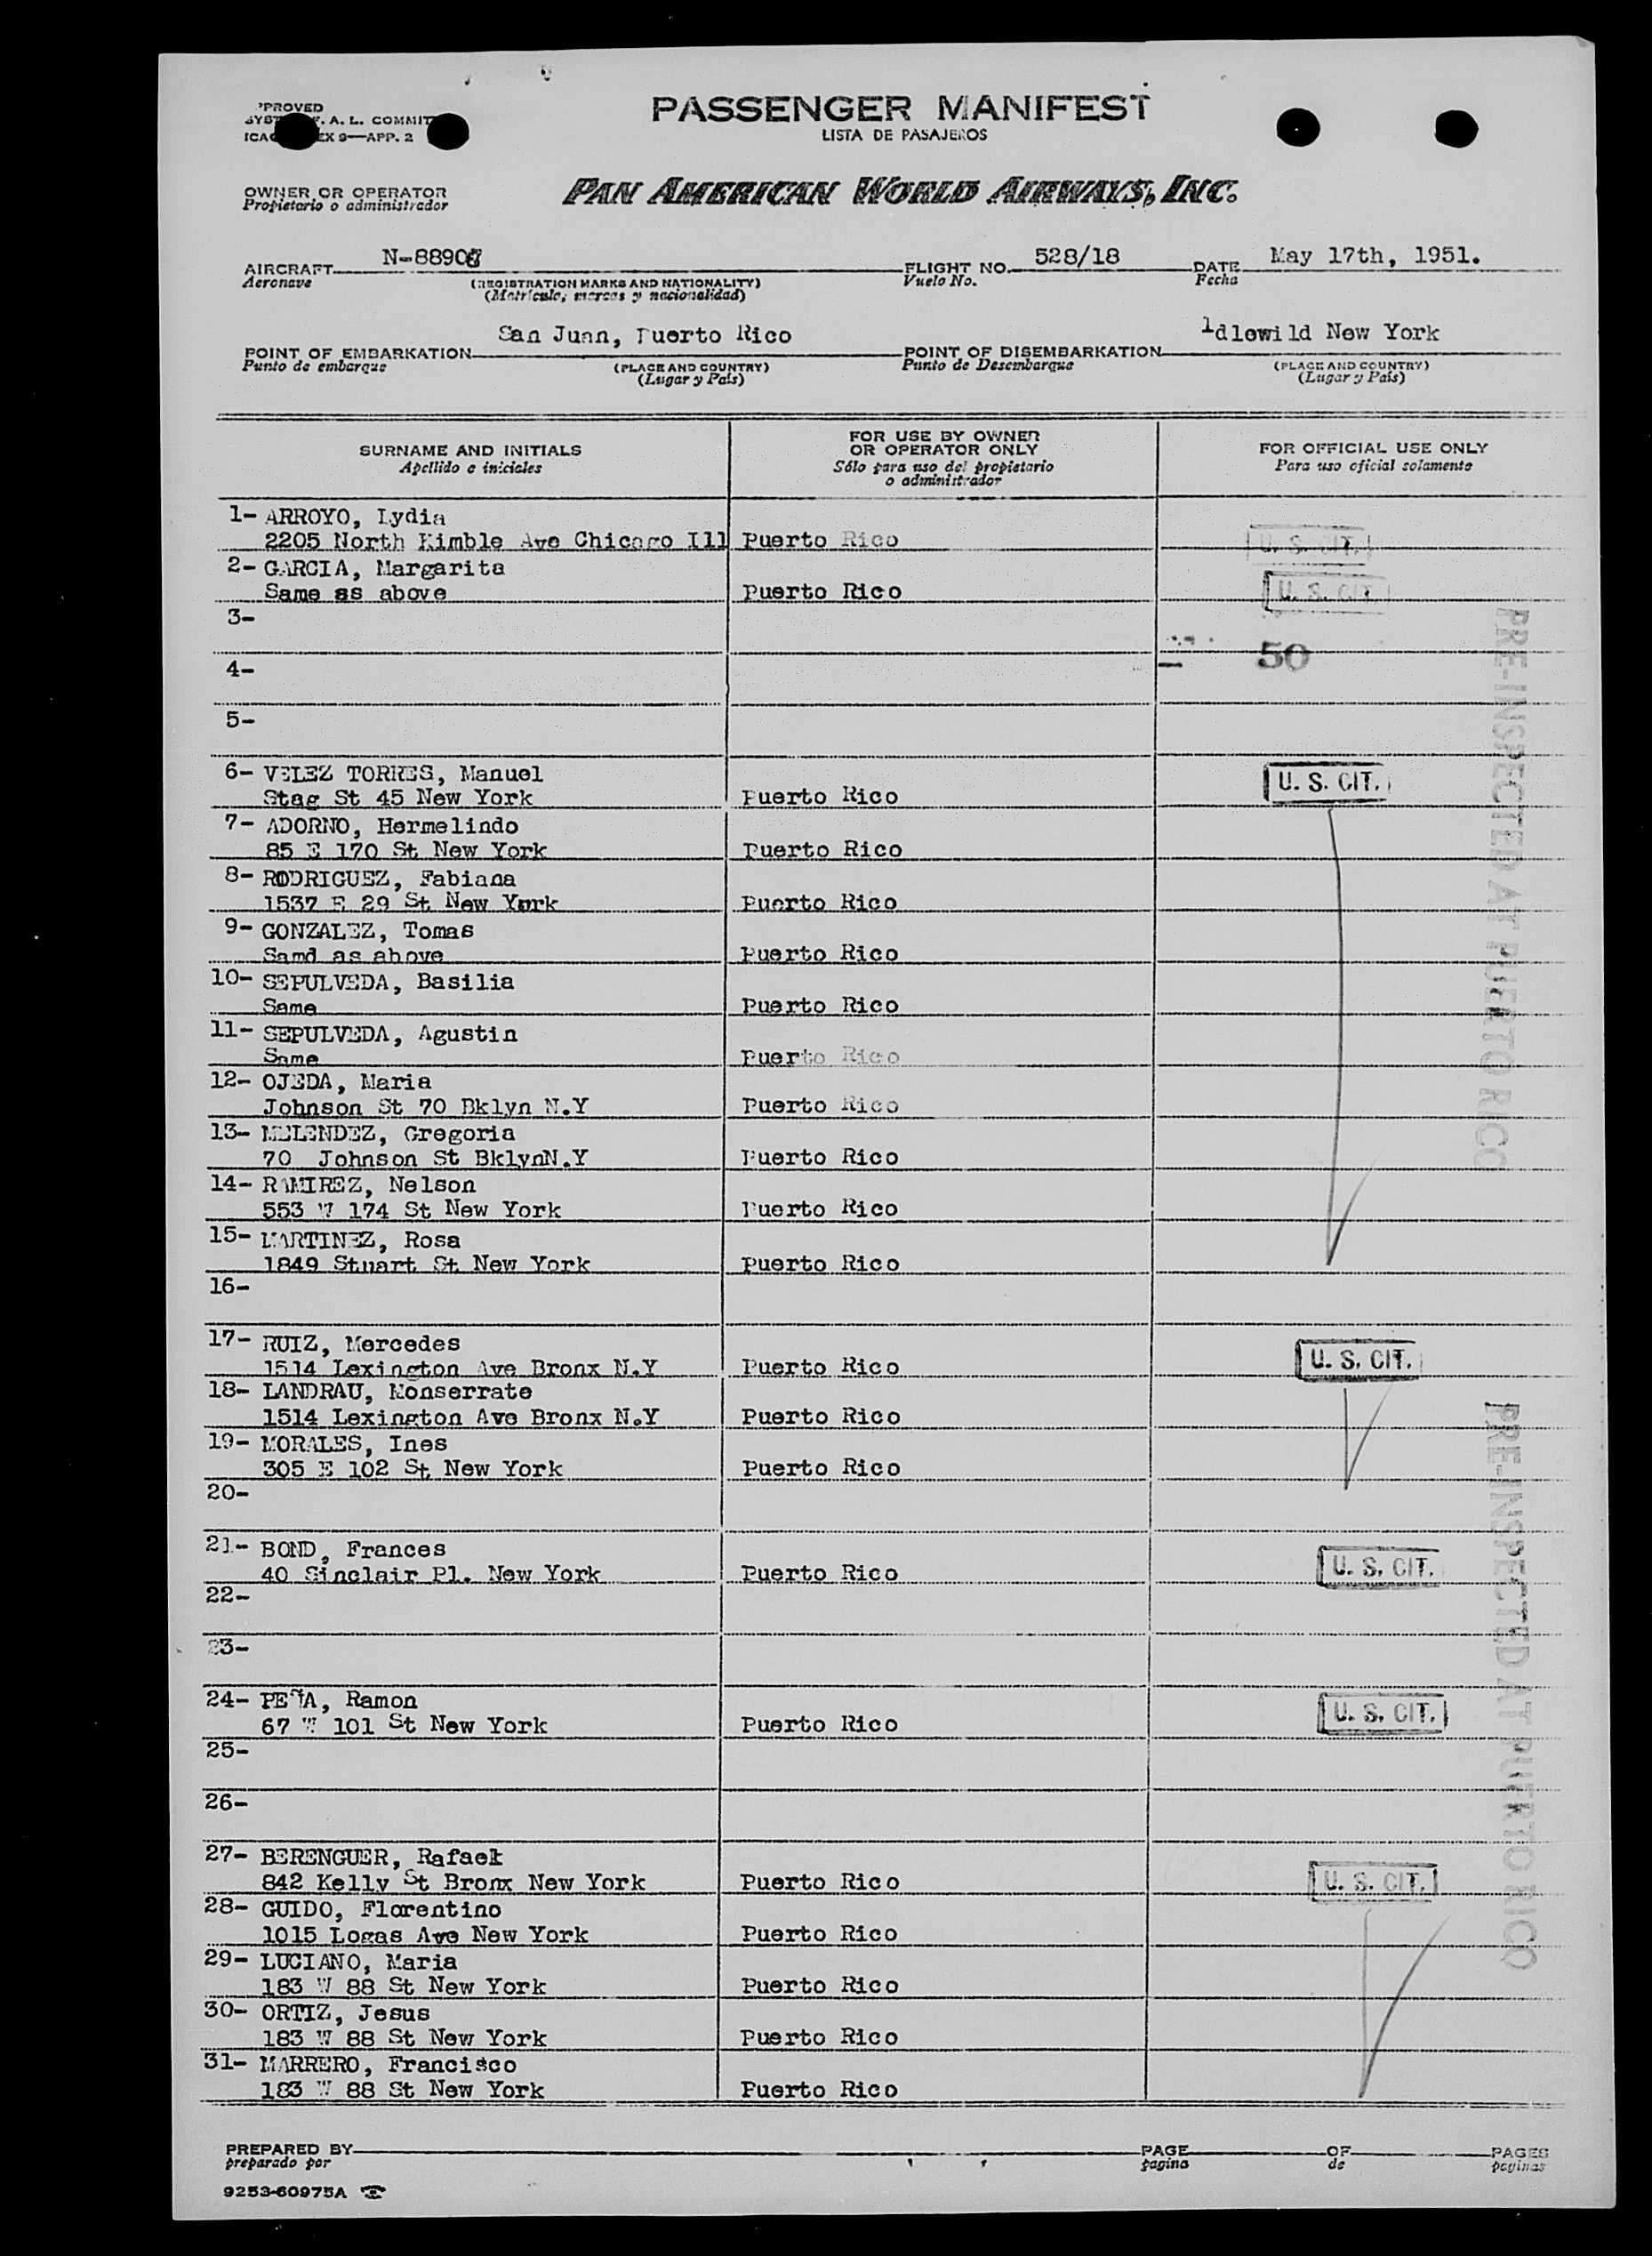 PASSENGER MANIFEST
LISTA DE PASAJEROS
PROVED
F. A. L. COMMIT
EX 9—APP. 2
OWNER OR OPERATOR
Propietario o administrador
PAN AMERICAN WORLD AIRWAYS, INC.
AIRCRAFT N-88908 FLIGHT NO. 528/18 DATE May 17th, 1951.
Aeronave (REGISTRATION MARKS AND NATIONALITY) Vuelo No. Fecha
(Matrícula, marcas y nacionalidad)
POINT OF EMBARKATION San Juan, Puerto Rico POINT OF DISEMBARKATION Idlewild New York
Punto de embarque (PLACE AND COUNTRY) Punto de Desembarque (PLACE AND COUNTRY)
(Lugar y País) (Lugar y País)
SURNAME AND INITIALS
Apellido e iniciales
FOR USE BY OWNER
OR OPERATOR ONLY
Sólo para uso del propietario
o administrador
FOR OFFICIAL USE ONLY
Para uso oficial solamente
1- ARROYO, Lydia
2205 North Kimble Ave Chicago Ill Puerto Rico U. S. CIT.
2- GARCIA, Margarita
Same as above Puerto Rico U. S. CIT.
3-
50
4-
5-
6- VELEZ TORRES, Manuel
Stag St 45 New York Puerto Rico U. S. CIT.
7- ADORNO, Hermelindo
85 E 170 St New York Puerto Rico
8- RODRIGUEZ, Fabiana
1537 E 29 St New York Puerto Rico
9- GONZALEZ, Tomas
Samd as above Puerto Rico
10- SEPULVEDA, Basilia
Same Puerto Rico
11- SEPULVEDA, Agustin
Same Puerto Rico
12- OJEDA, Maria
Johnson St 70 Bklyn N.Y Puerto Rico
13- MELENDEZ, Gregoria
70 Johnson St BklynN.Y Puerto Rico
14- RAMIREZ, Nelson
553 W 174 St New York Puerto Rico
15- MARTINEZ, Rosa
1849 Stuart St New York Puerto Rico
16-
17- RUIZ, Mercedes
1514 Lexington Ave Bronx N.Y Puerto Rico U. S. CIT.
18- LANDRAU, Monserrate
1514 Lexington Ave Bronx N.Y Puerto Rico
19- MORALES, Ines
305 E 102 St New York Puerto Rico
20-
21- BOND, Frances
40 Sinclair Pl. New York Puerto Rico U. S. CIT.
22-
23-
24- PEÑA, Ramon
67 W 101 St New York Puerto Rico U. S. CIT.
25-
26-
27- BERENGUER, Rafael
842 Kelly St Bronx New York Puerto Rico U. S. CIT.
28- GUIDO, Florentino
1015 Logas Ave New York Puerto Rico
29- LUCIANO, Maria
183 W 88 St New York Puerto Rico
30- ORTIZ, Jesus
183 W 88 St New York Puerto Rico
31- MARRERO, Francisco
183 W 88 St New York Puerto Rico
PRE-INSPECTED AT PUERTO RICO
PRE-INSPECTED AT PUERTO RICO
PREPARED BY PAGE OF PAGES
preparado por pagina de paginas
9253-60975A